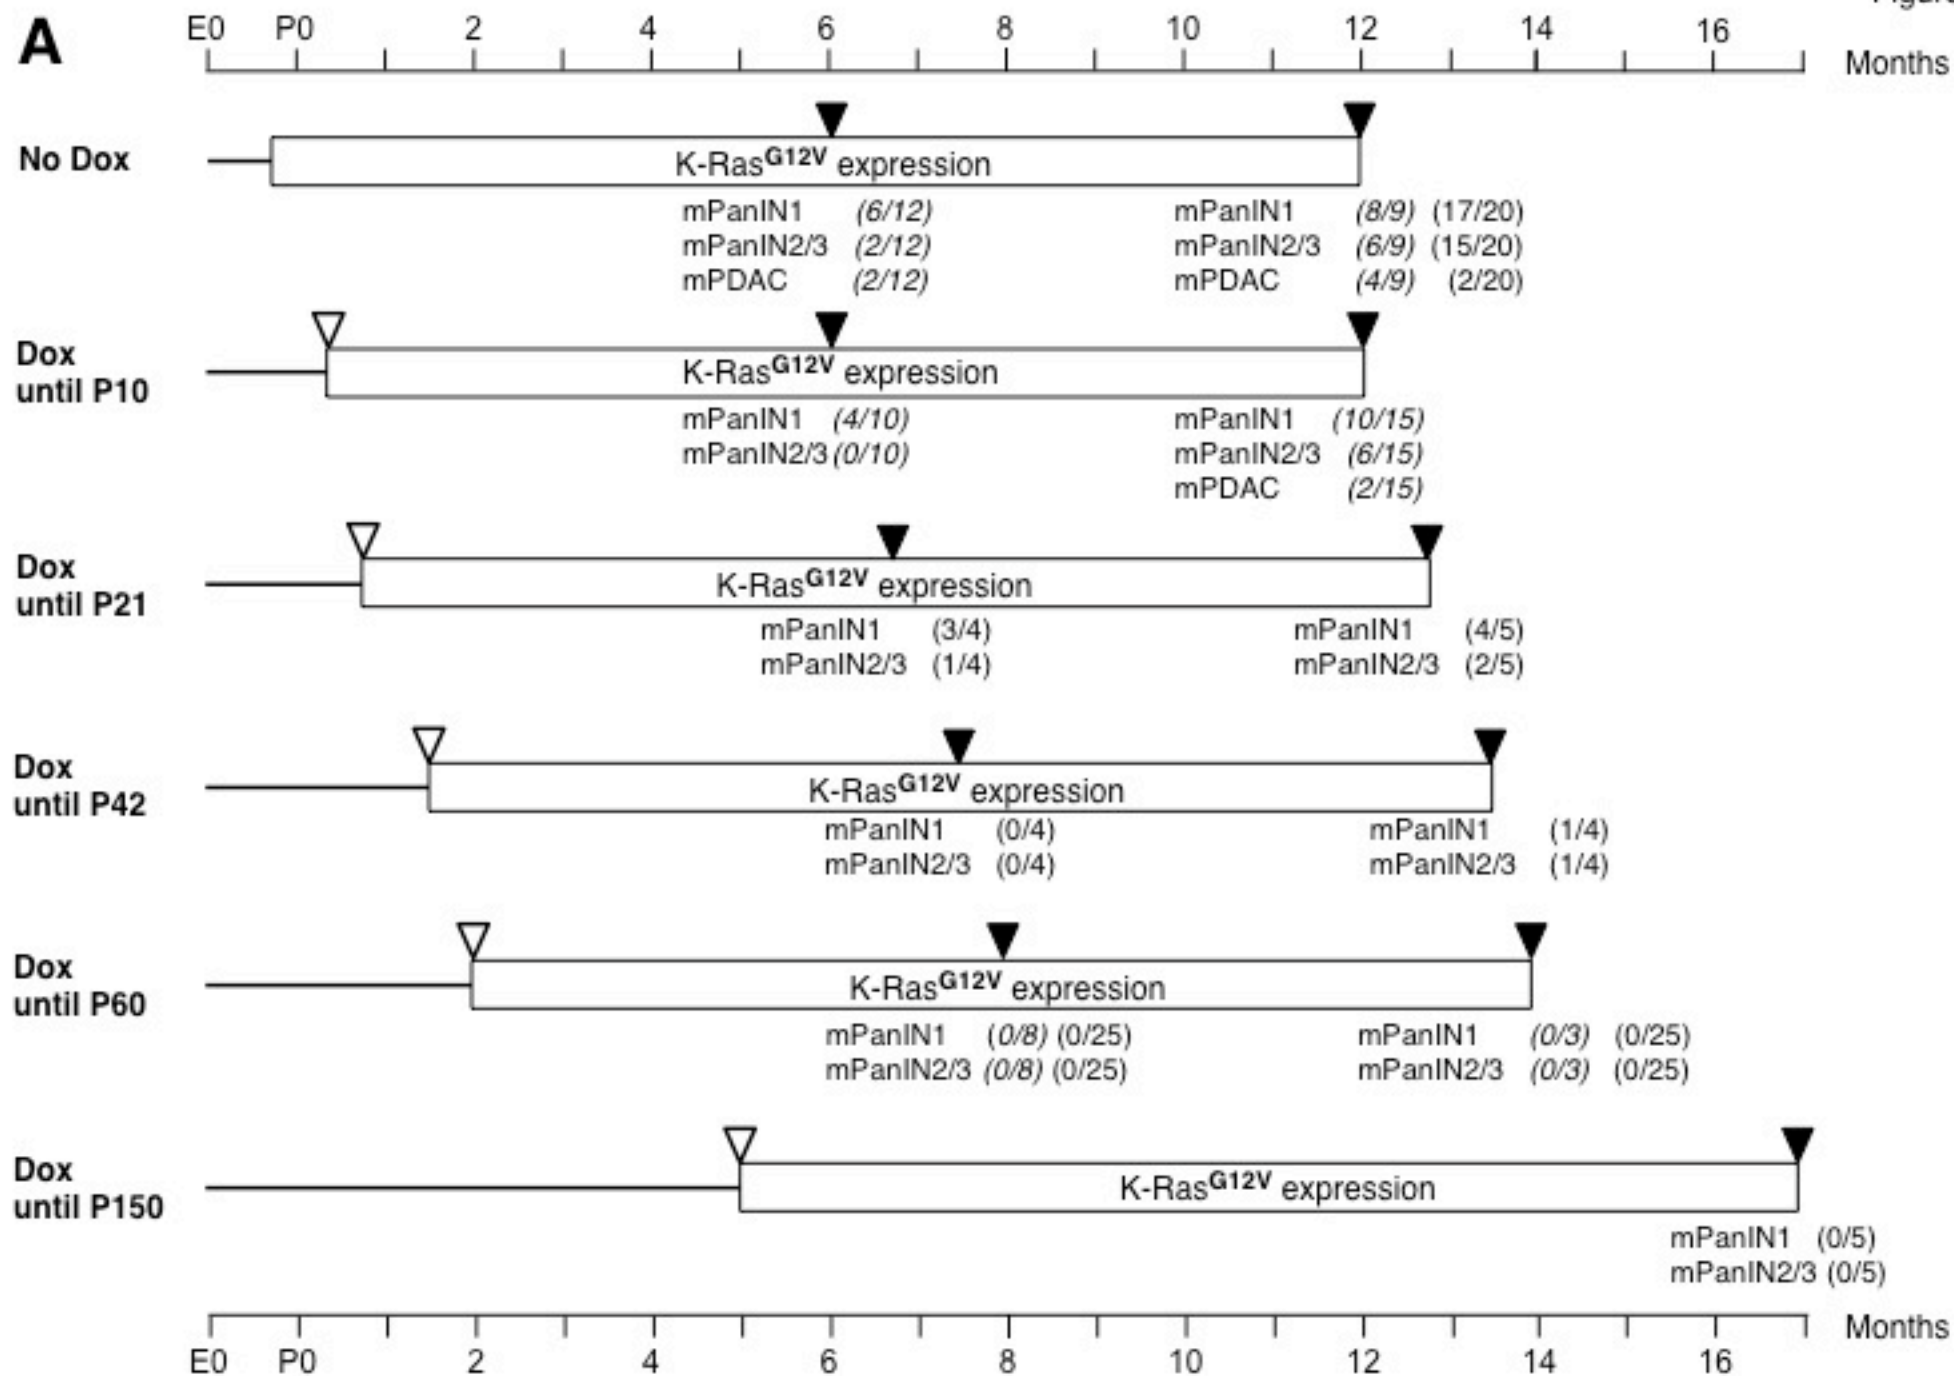 Figure
A
E0 P0 2 4 6 8 10 12 14 16
Months
No Dox
K-RasG12V expression
mPanIN1 (6/12) mPanIN1 (8/9) (17/20)
mPanIN2/3 (2/12) mPanIN2/3 (6/9) (15/20)
mPDAC (2/12) mPDAC (4/9) (2/20)
Dox
until P10
K-RasG12V expression
mPanIN1 (4/10) mPanIN1 (10/15)
mPanIN2/3 (0/10) mPanIN2/3 (6/15)
mPDAC (2/15)
Dox
until P21
K-RasG12V expression
mPanIN1 (3/4) mPanIN1 (4/5)
mPanIN2/3 (1/4) mPanIN2/3 (2/5)
Dox
until P42
K-RasG12V expression
mPanIN1 (0/4) mPanIN1 (1/4)
mPanIN2/3 (0/4) mPanIN2/3 (1/4)
Dox
until P60
K-RasG12V expression
mPanIN1 (0/8) (0/25) mPanIN1 (0/3) (0/25)
mPanIN2/3 (0/8) (0/25) mPanIN2/3 (0/3) (0/25)
Dox
until P150
K-RasG12V expression
mPanIN1 (0/5)
mPanIN2/3 (0/5)
Months
E0 P0 2 4 6 8 10 12 14 16